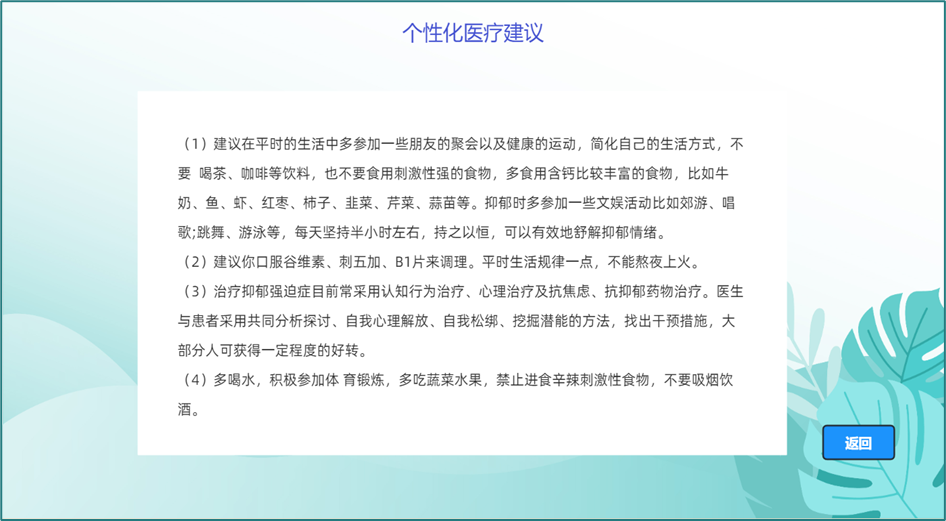 个性化医疗建议
（1）建议在平时的生活中多参加一些朋友的聚会以及健康的运动，简化自己的生活方式，不
要 喝茶、咖啡等饮料，也不要食用刺激性强的食物，多食用含钙比较丰富的食物，比如牛
奶、鱼、虾、红枣、柿子、韭菜、芹菜、蒜苗等。抑郁时多参加一些文娱活动比如郊游、唱
歌;跳舞、游泳等，每天坚持半小时左右，持之以恒，可以有效地舒解抑郁情绪。
（2）建议你口服谷维素、刺五加、B1片来调理。平时生活规律一点，不能熬夜上火。
（3）治疗抑郁强迫症目前常采用认知行为治疗、心理治疗及抗焦虑、抗抑郁药物治疗。医生
与患者采用共同分析探讨、自我心理解放、自我松绑、挖掘潜能的方法，找出干预措施，大
部分人可获得一定程度的好转。
（4）多喝水，积极参加体 育锻炼，多吃蔬菜水果，禁止进食辛辣刺激性食物，不要吸烟饮
酒。
返回